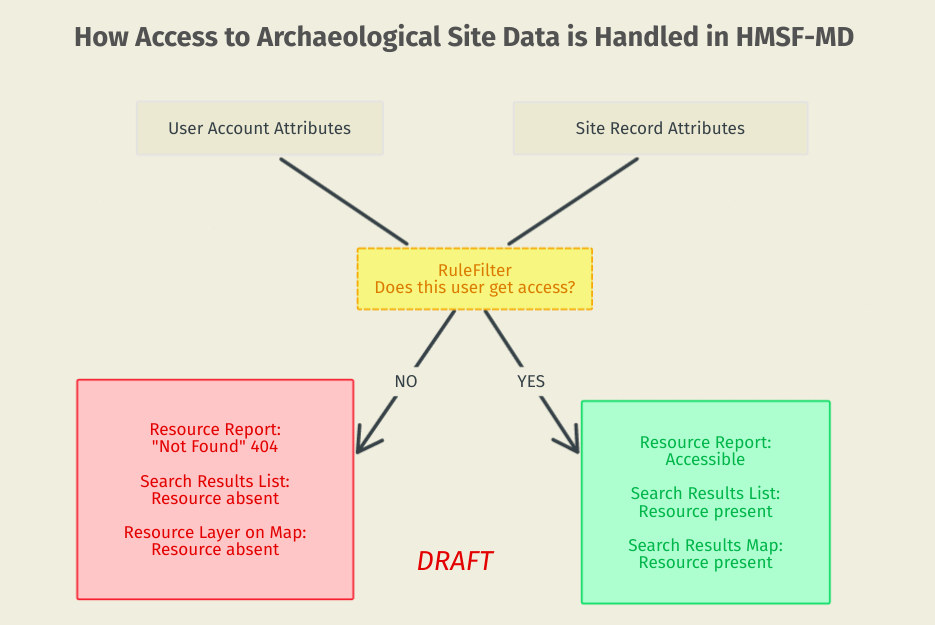 How Access to Archaeological Site Data is Handled in HMSF-MD
User Account Attributes
Site Record Attributes
RuleFilter
Does this user get access?
NO
YES
Resource Report:
"Not Found" 404
Search Results List:
Resource absent
Resource Layer on Map:
Resource absent
Resource Report:
Accessible
Search Results List:
Resource present
Search Results Map:
Resource present
DRAFT